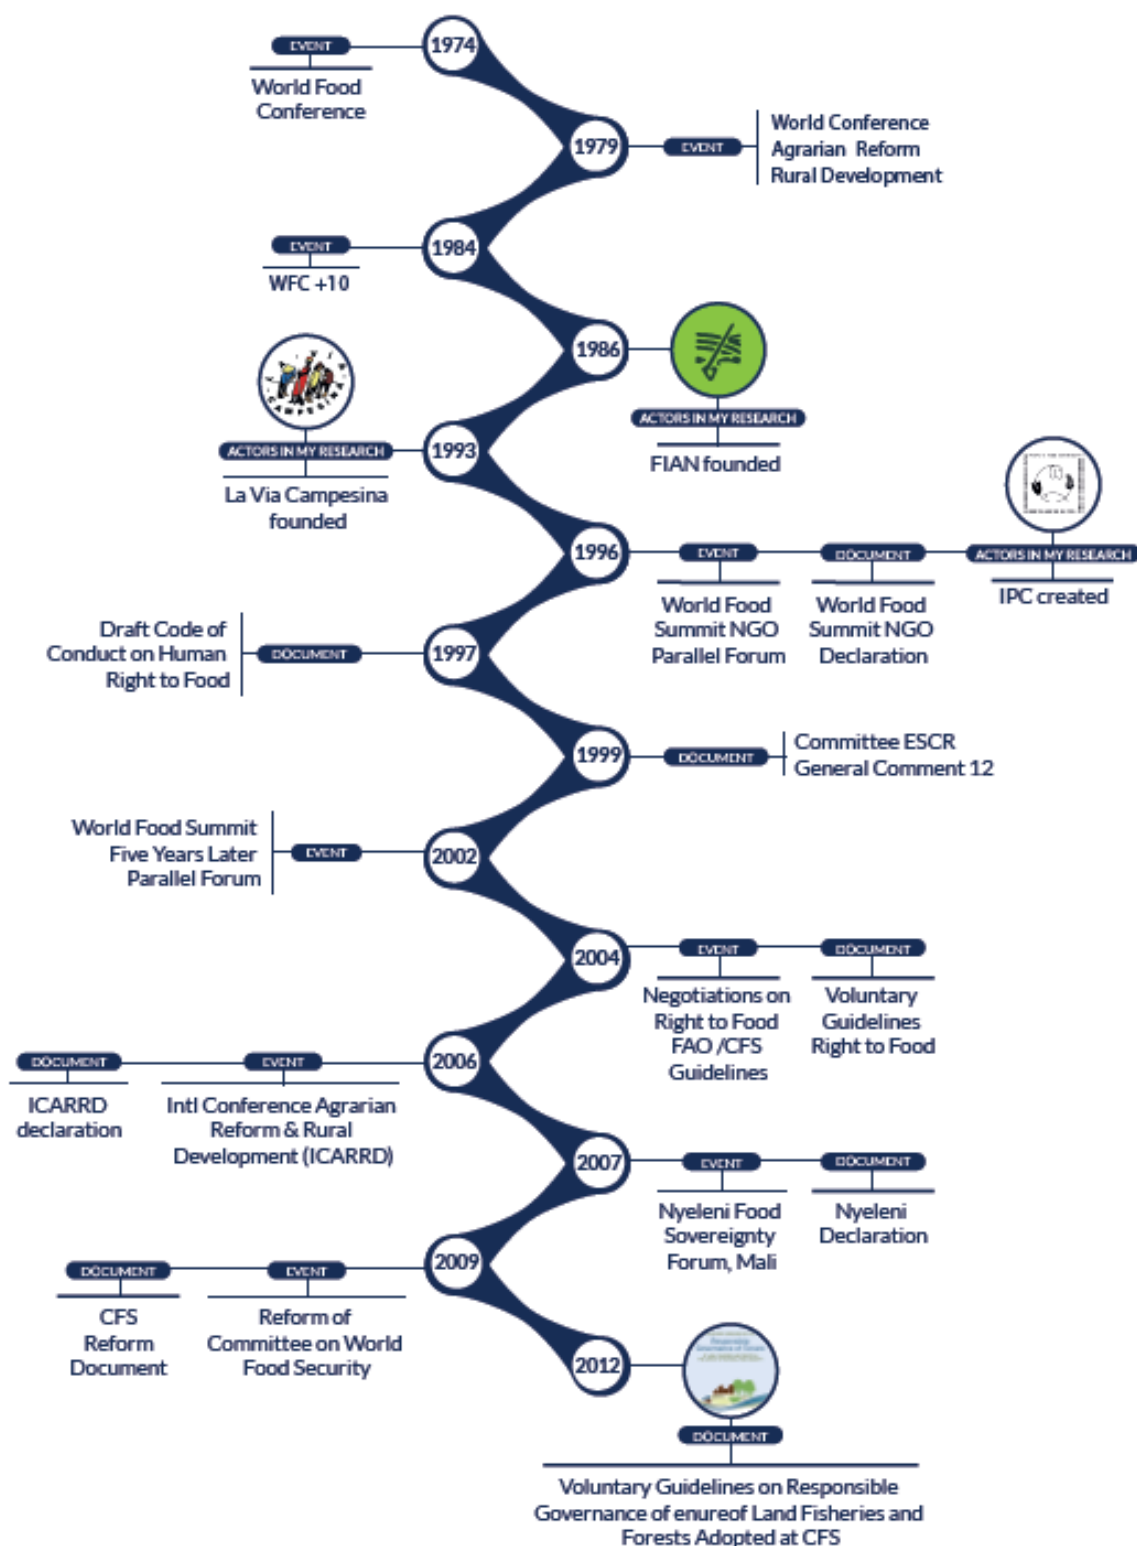 1974
EVENT
World Food
Conference
1979
EVENT
World Conference
Agrarian Reform
Rural Development
1984
EVENT
WFC +10
1986
ACTORS IN MY RESEARCH
FIAN founded
VIA
CAMPESINA
1993
ACTORS IN MY RESEARCH
La Via Campesina
founded
1996
EVENT
World Food
Summit NGO
Parallel Forum
DOCUMENT
World Food
Summit NGO
Declaration
ACTORS IN MY RESEARCH
IPC created
1997
DOCUMENT
Draft Code of
Conduct on Human
Right to Food
1999
DOCUMENT
Committee ESCR
General Comment 12
2002
EVENT
World Food Summit
Five Years Later
Parallel Forum
2004
EVENT
Negotiations on
Right to Food
FAO /CFS
Guidelines
DOCUMENT
Voluntary
Guidelines
Right to Food
2006
DOCUMENT
ICARRD
declaration
EVENT
Intl Conference Agrarian
Reform & Rural
Development (ICARRD)
2007
EVENT
Nyeleni Food
Sovereignty
Forum, Mali
DOCUMENT
Nyeleni
Declaration
2009
DOCUMENT
CFS
Reform
Document
EVENT
Reform of
Committee on World
Food Security
2012
Responsible
Governance of Tenure
DOCUMENT
Voluntary Guidelines on Responsible
Governance of enureof Land Fisheries and
Forests Adopted at CFS